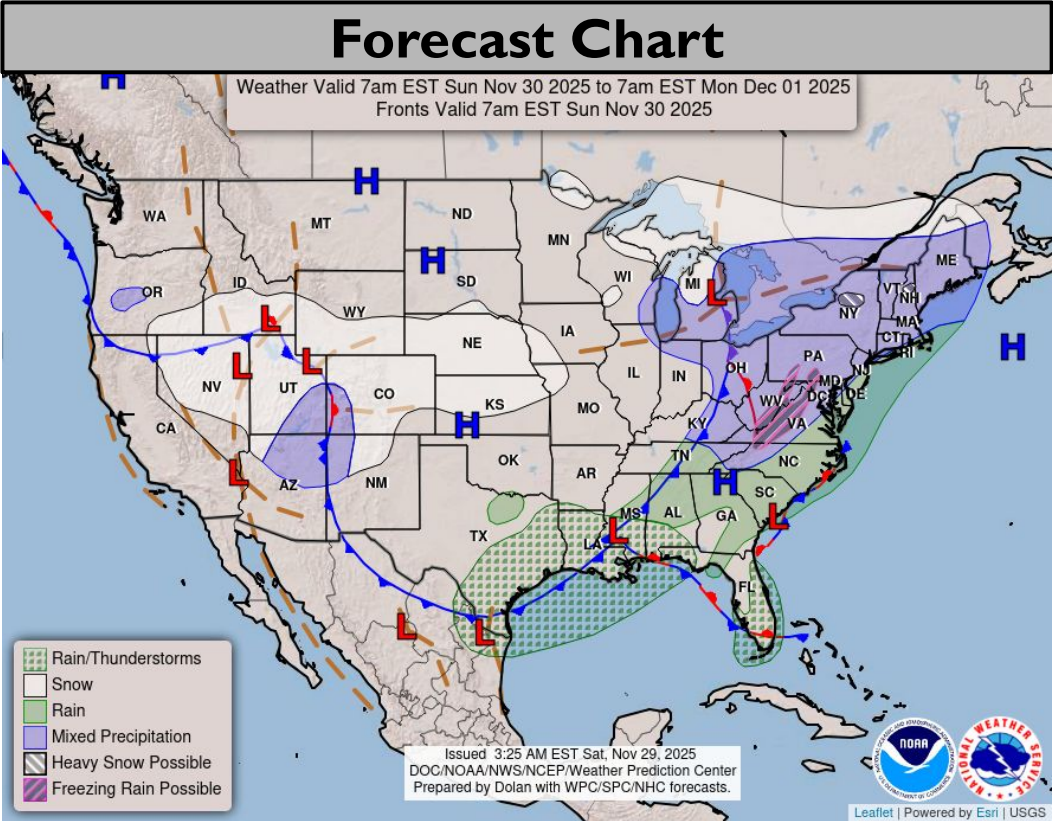 Forecast Chart
Weather Valid 7am EST Sun Nov 30 2025 to 7am EST Mon Dec 01 2025
Fronts Valid 7am EST Sun Nov 30 2025
H
H
WA
MT
ND
MN
ME
H
OR
ID
SD
WI
MI
L
VT
NH
WY
NY
MA
L
IA
CT
RI
H
NE
PA
L
L
OH
NJ
NV
UT
CO
IL
IN
MD
DE
DC
WV
KS
MO
CA
H
KY
VA
OK
TN
NC
L
AR
AZ
NM
H
SC
MS
AL
GA
L
TX
L
LA
FL
L
L
Rain/Thunderstorms
Snow
Rain
Mixed Precipitation
Heavy Snow Possible
Freezing Rain Possible
Issued 3:25 AM EST Sat, Nov 29, 2025
DOC/NOAA/NWS/NCEP/Weather Prediction Center
Prepared by Dolan with WPC/SPC/NHC forecasts.
NOAA
NATIONAL WEATHER SERVICE
Leaflet | Powered by Esri | USGS